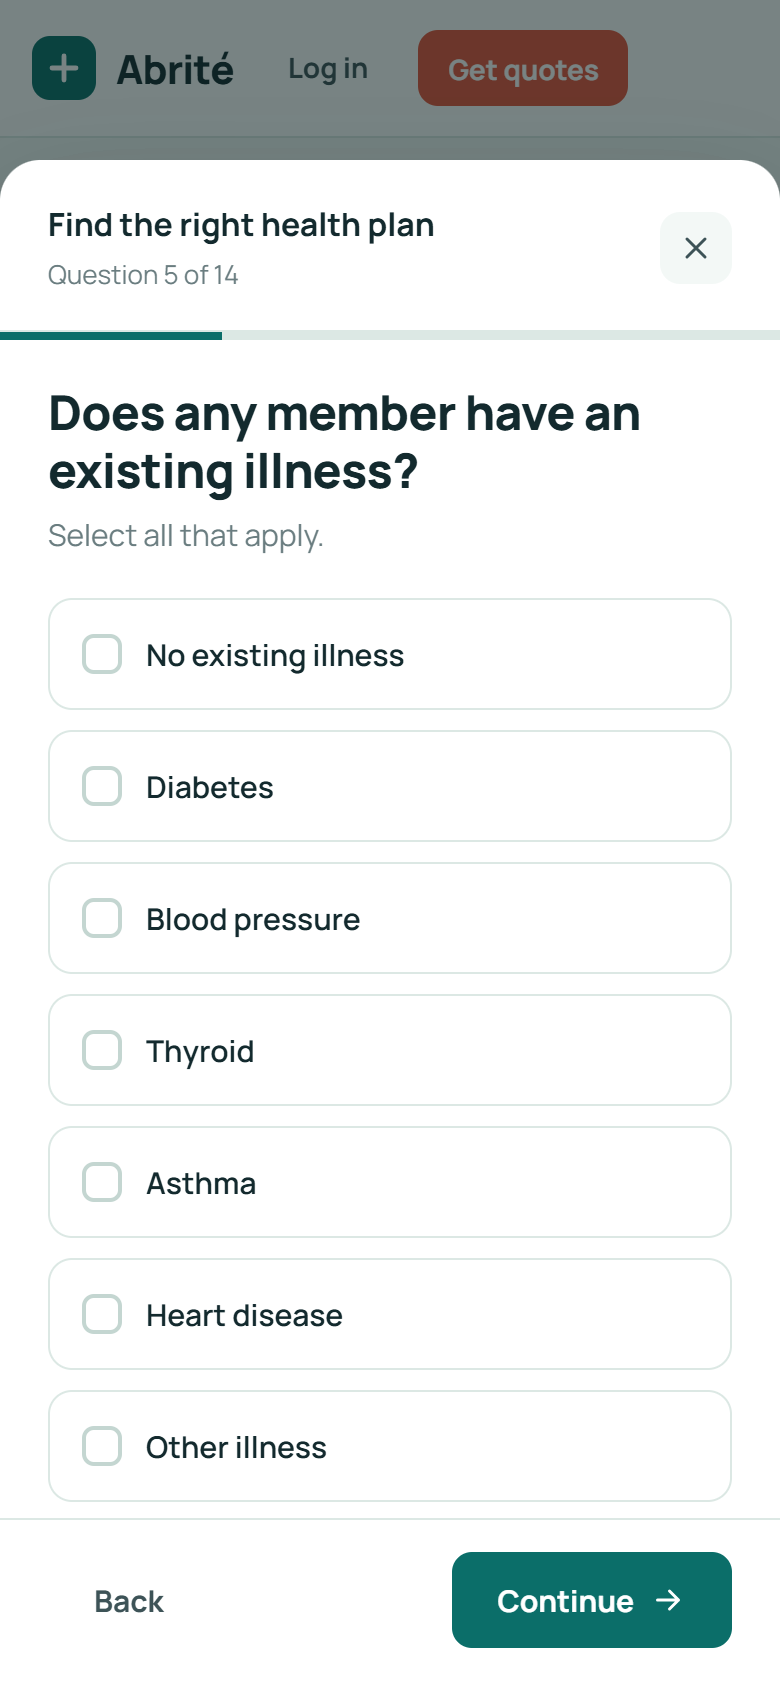 Abrité
Log in
Get quotes
Find the right health plan
Question 5 of 14
Does any member have an
existing illness?
Select all that apply.
No existing illness
Diabetes
Blood pressure
Thyroid
Asthma
Heart disease
Other illness
Back
Continue